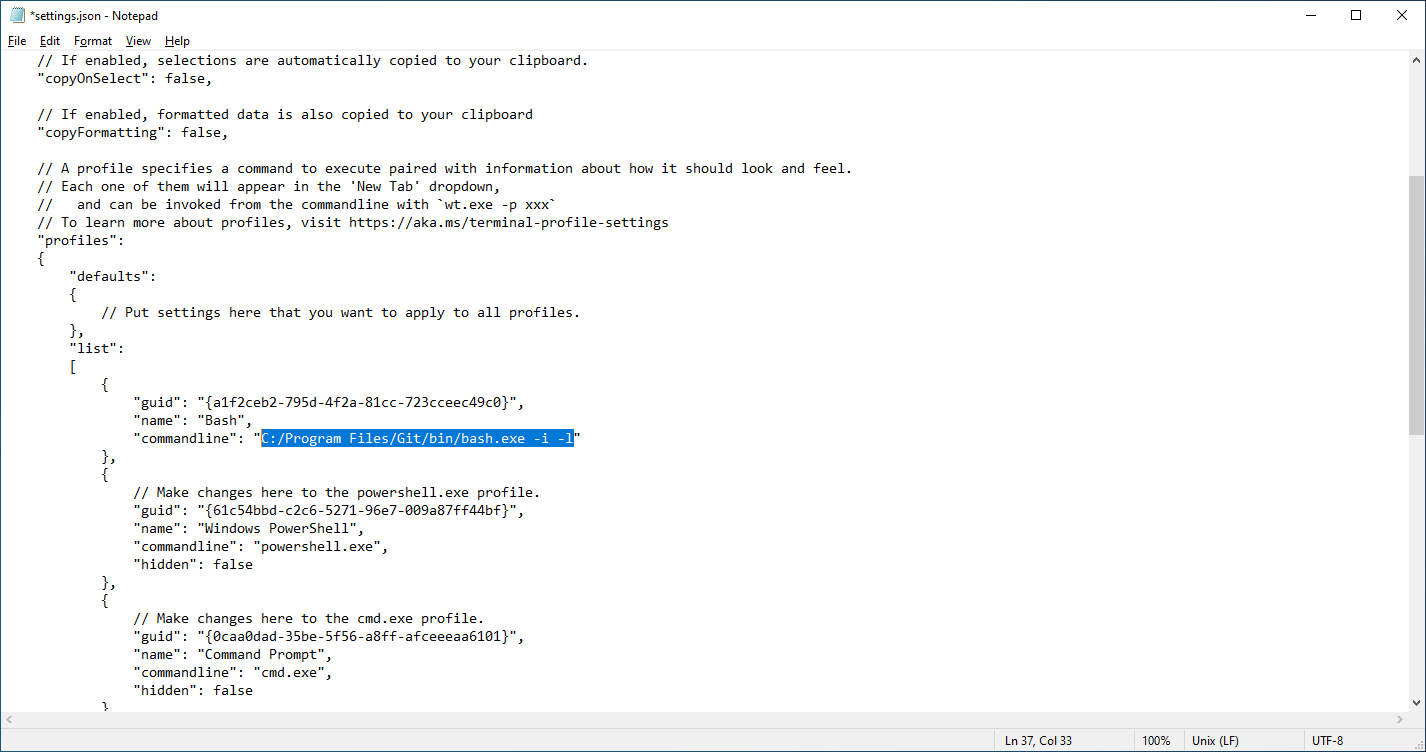 *settings.json - Notepad
File Edit Format View Help
// If enabled, selections are automatically copied to your clipboard.
"copyOnSelect": false,
// If enabled, formatted data is also copied to your clipboard
"copyFormatting": false,
// A profile specifies a command to execute paired with information about how it should look and feel.
// Each one of them will appear in the 'New Tab' dropdown,
//   and can be invoked from the commandline with `wt.exe -p xxx`
// To learn more about profiles, visit https://aka.ms/terminal-profile-settings
"profiles":
{
"defaults":
{
// Put settings here that you want to apply to all profiles.
},
"list":
[
{
"guid": "{a1f2ceb2-795d-4f2a-81cc-723cceec49c0}",
"name": "Bash",
"commandline": "C:/Program Files/Git/bin/bash.exe -i -l"
},
{
// Make changes here to the powershell.exe profile.
"guid": "{61c54bbd-c2c6-5271-96e7-009a87ff44bf}",
"name": "Windows PowerShell",
"commandline": "powershell.exe",
"hidden": false
},
{
// Make changes here to the cmd.exe profile.
"guid": "{0caa0dad-35be-5f56-a8ff-afceeeaa6101}",
"name": "Command Prompt",
"commandline": "cmd.exe",
"hidden": false
}
Ln 37, Col 33 100% Unix (LF) UTF-8